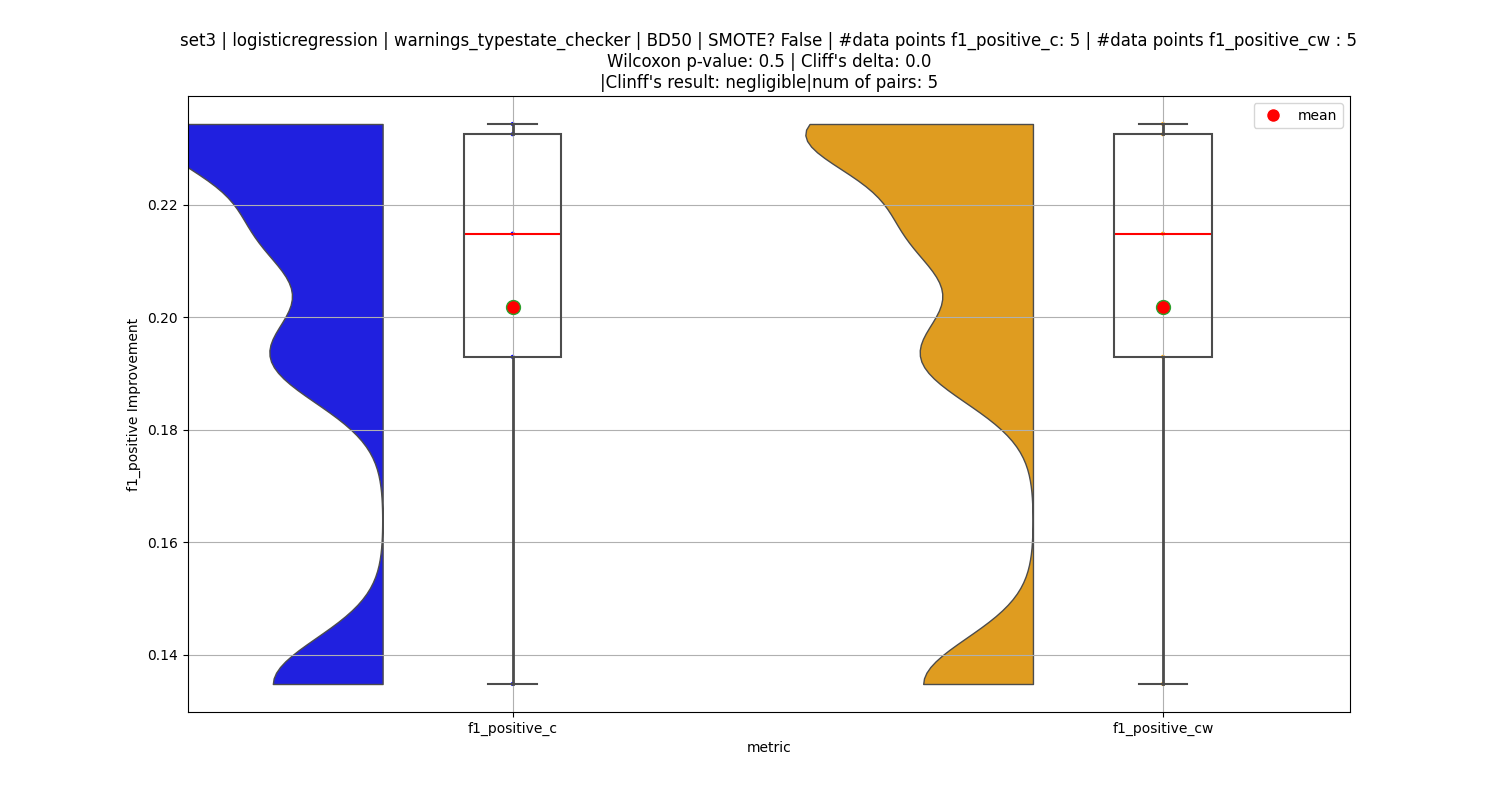 set3 | logisticregression | warnings_typestate_checker | BD50 | SMOTE? False | #data points f1_positive_c: 5 | #data points f1_positive_cw : 5
Wilcoxon p-value: 0.5 | Cliff's delta: 0.0
|Clinff's result: negligible|num of pairs: 5
mean
0.22
0.20
0.18
0.16
0.14
f1_positive Improvement
f1_positive_c
f1_positive_cw
metric